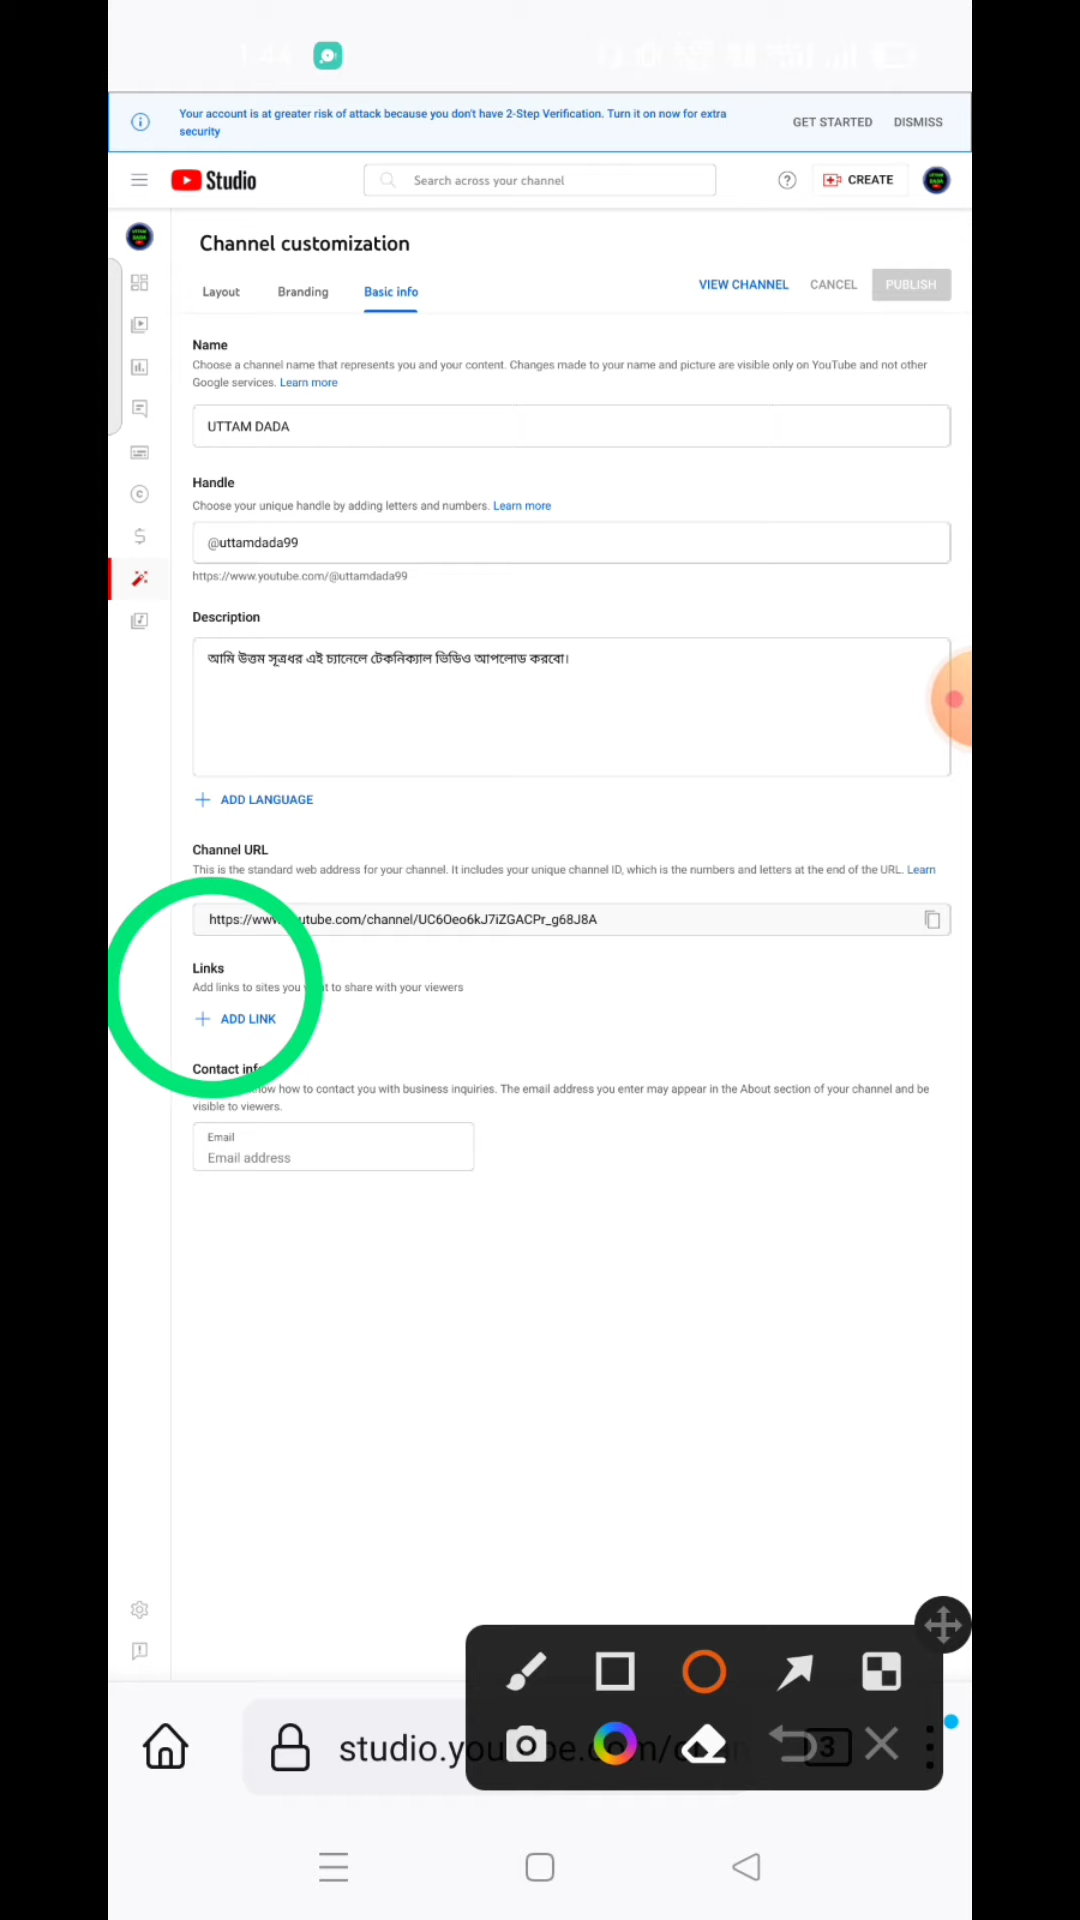 Your account is at greater risk of attack because you don't have 2-Step Verification. Turn it on now for extra
security
GET STARTED DISMISS
Studio
Search across your channel
CREATE
Channel customization
Layout Branding Basic info
VIEW CHANNEL CANCEL PUBLISH
Name
Choose a channel name that represents you and your content. Changes made to your name and picture are visible only on YouTube and not other
Google services. Learn more
UTTAM DADA
Handle
Choose your unique handle by adding letters and numbers. Learn more
@uttamdada99
https://www.youtube.com/@uttamdada99
Description
আমি উত্তম সূত্রধর এই চ্যানেলে টেকনিক্যাল ভিডিও আপলোড করবো।
+ ADD LANGUAGE
Channel URL
This is the standard web address for your channel. It includes your unique channel ID, which is the numbers and letters at the end of the URL. Learn
utube.com/channel/UC6Oeo6kJ7iZGACPr_g68J8A
Links
Add links to sites you to share with your viewers
+ ADD LINK
Contact
how to contact you with business inquiries. The email address you enter may appear in the About section of your channel and be
visible to viewers.
Email
Email address
3